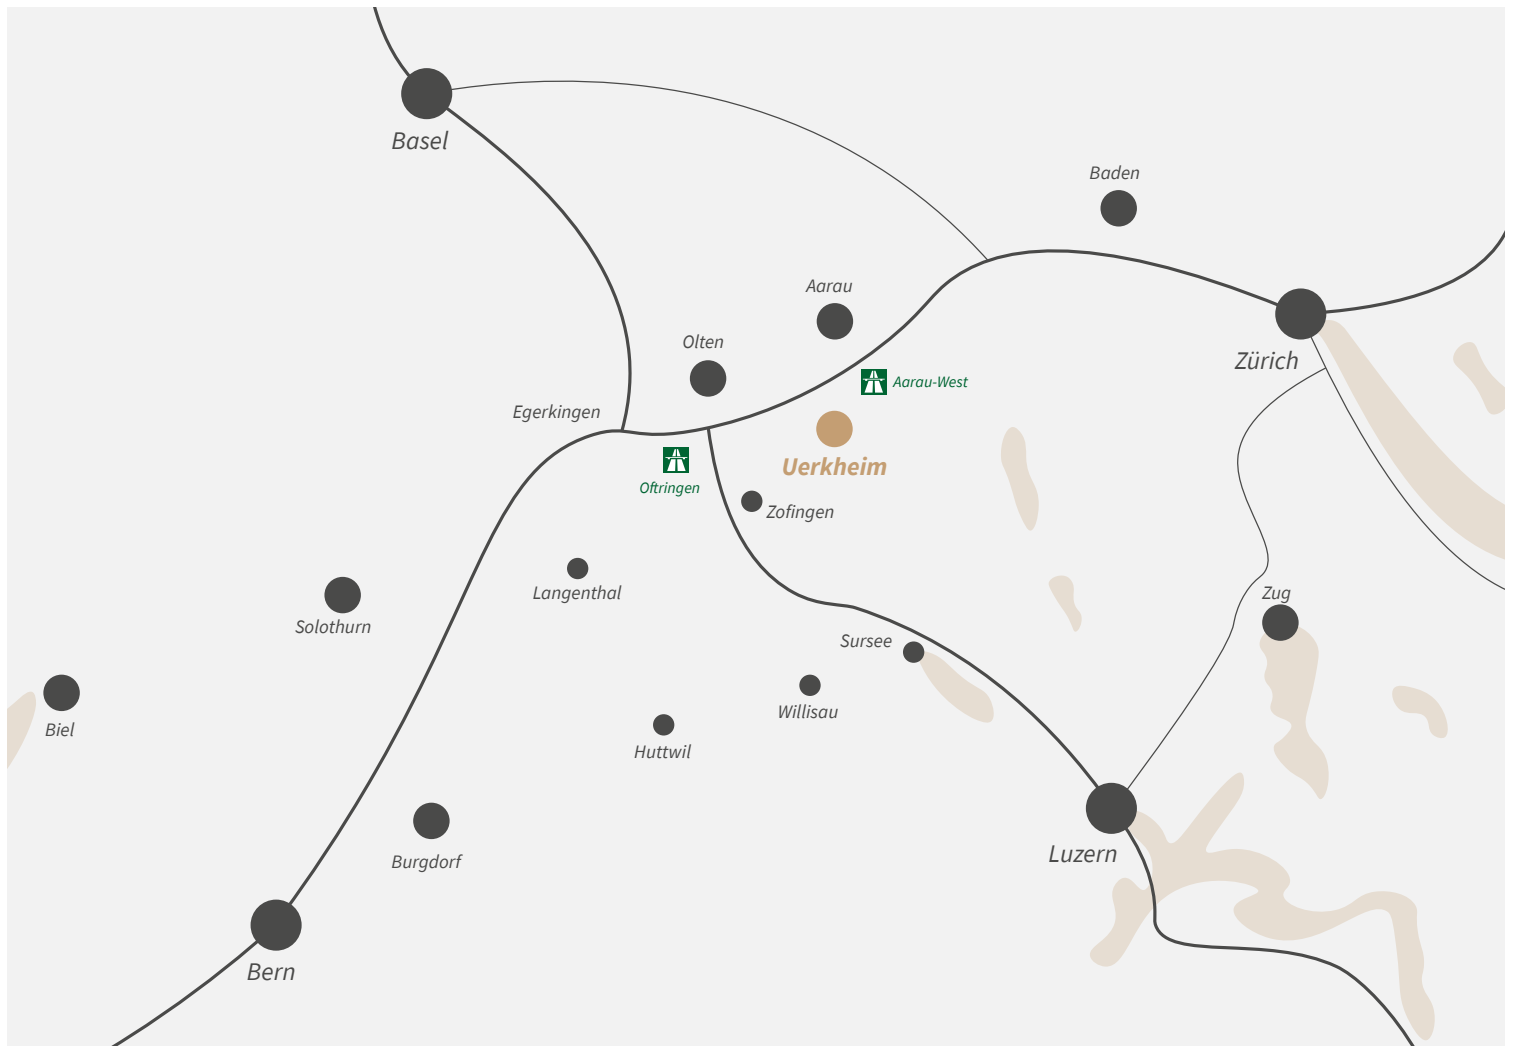 Basel
Baden
Aarau
Olten
Zürich
Aarau-West
Egerkingen
Uerkheim
Oftringen
Zofingen
Langenthal
Zug
Solothurn
Sursee
Willisau
Biel
Huttwil
Luzern
Burgdorf
Bern